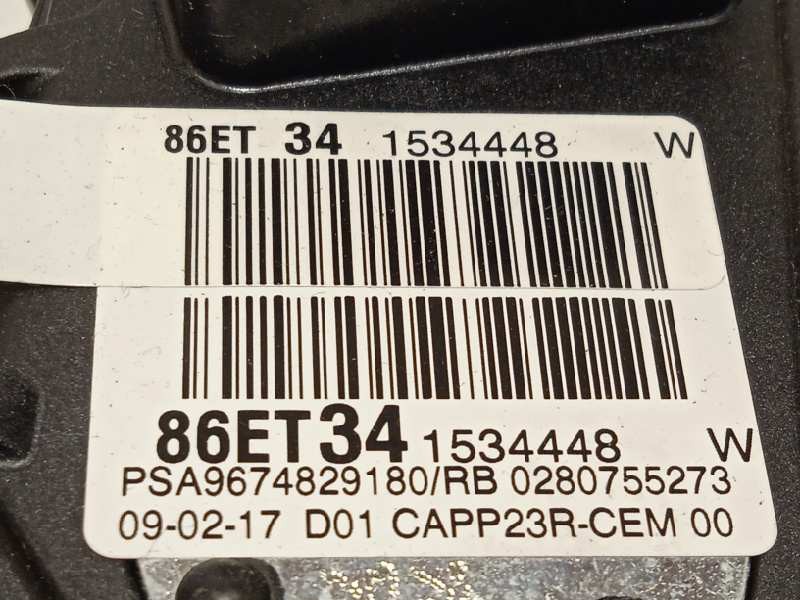 86ET 34 1534448 W
86ET34 1534448 W
PSA9674829180/RB 0280755273
09-02-17 D01 CAPP23R-CEM 00